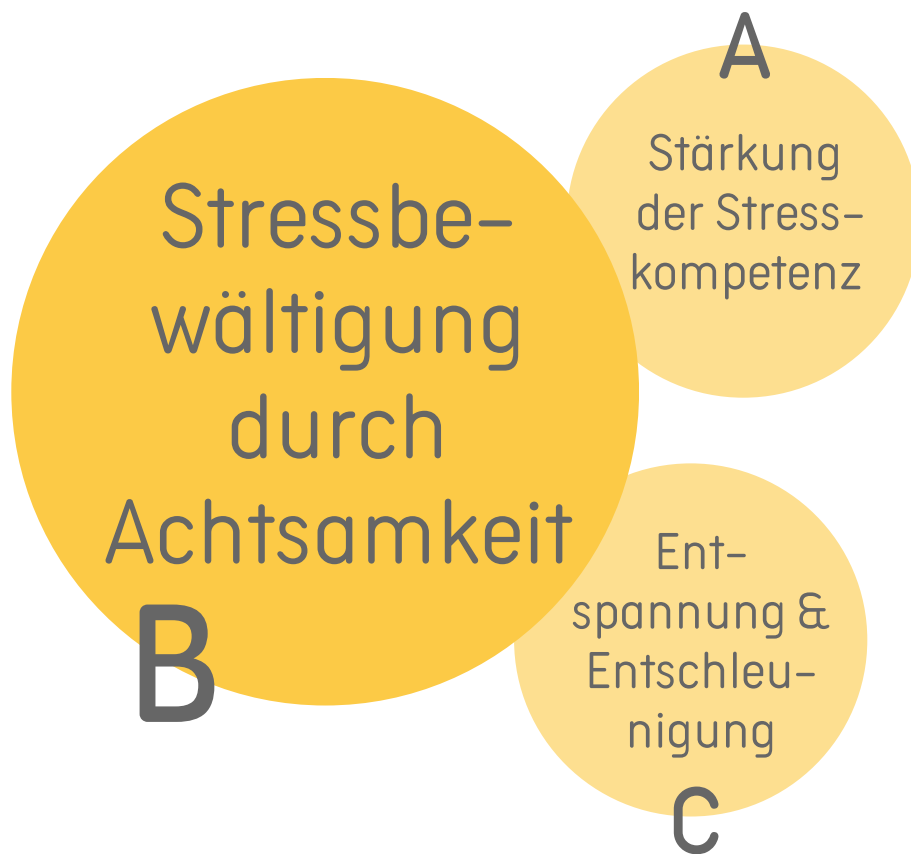 A
Stärkung
der Stress-
kompetenz
Stressbe-
wältigung
durch
Achtsamkeit
B
Ent-
spannung &
Entschleu-
nigung
C